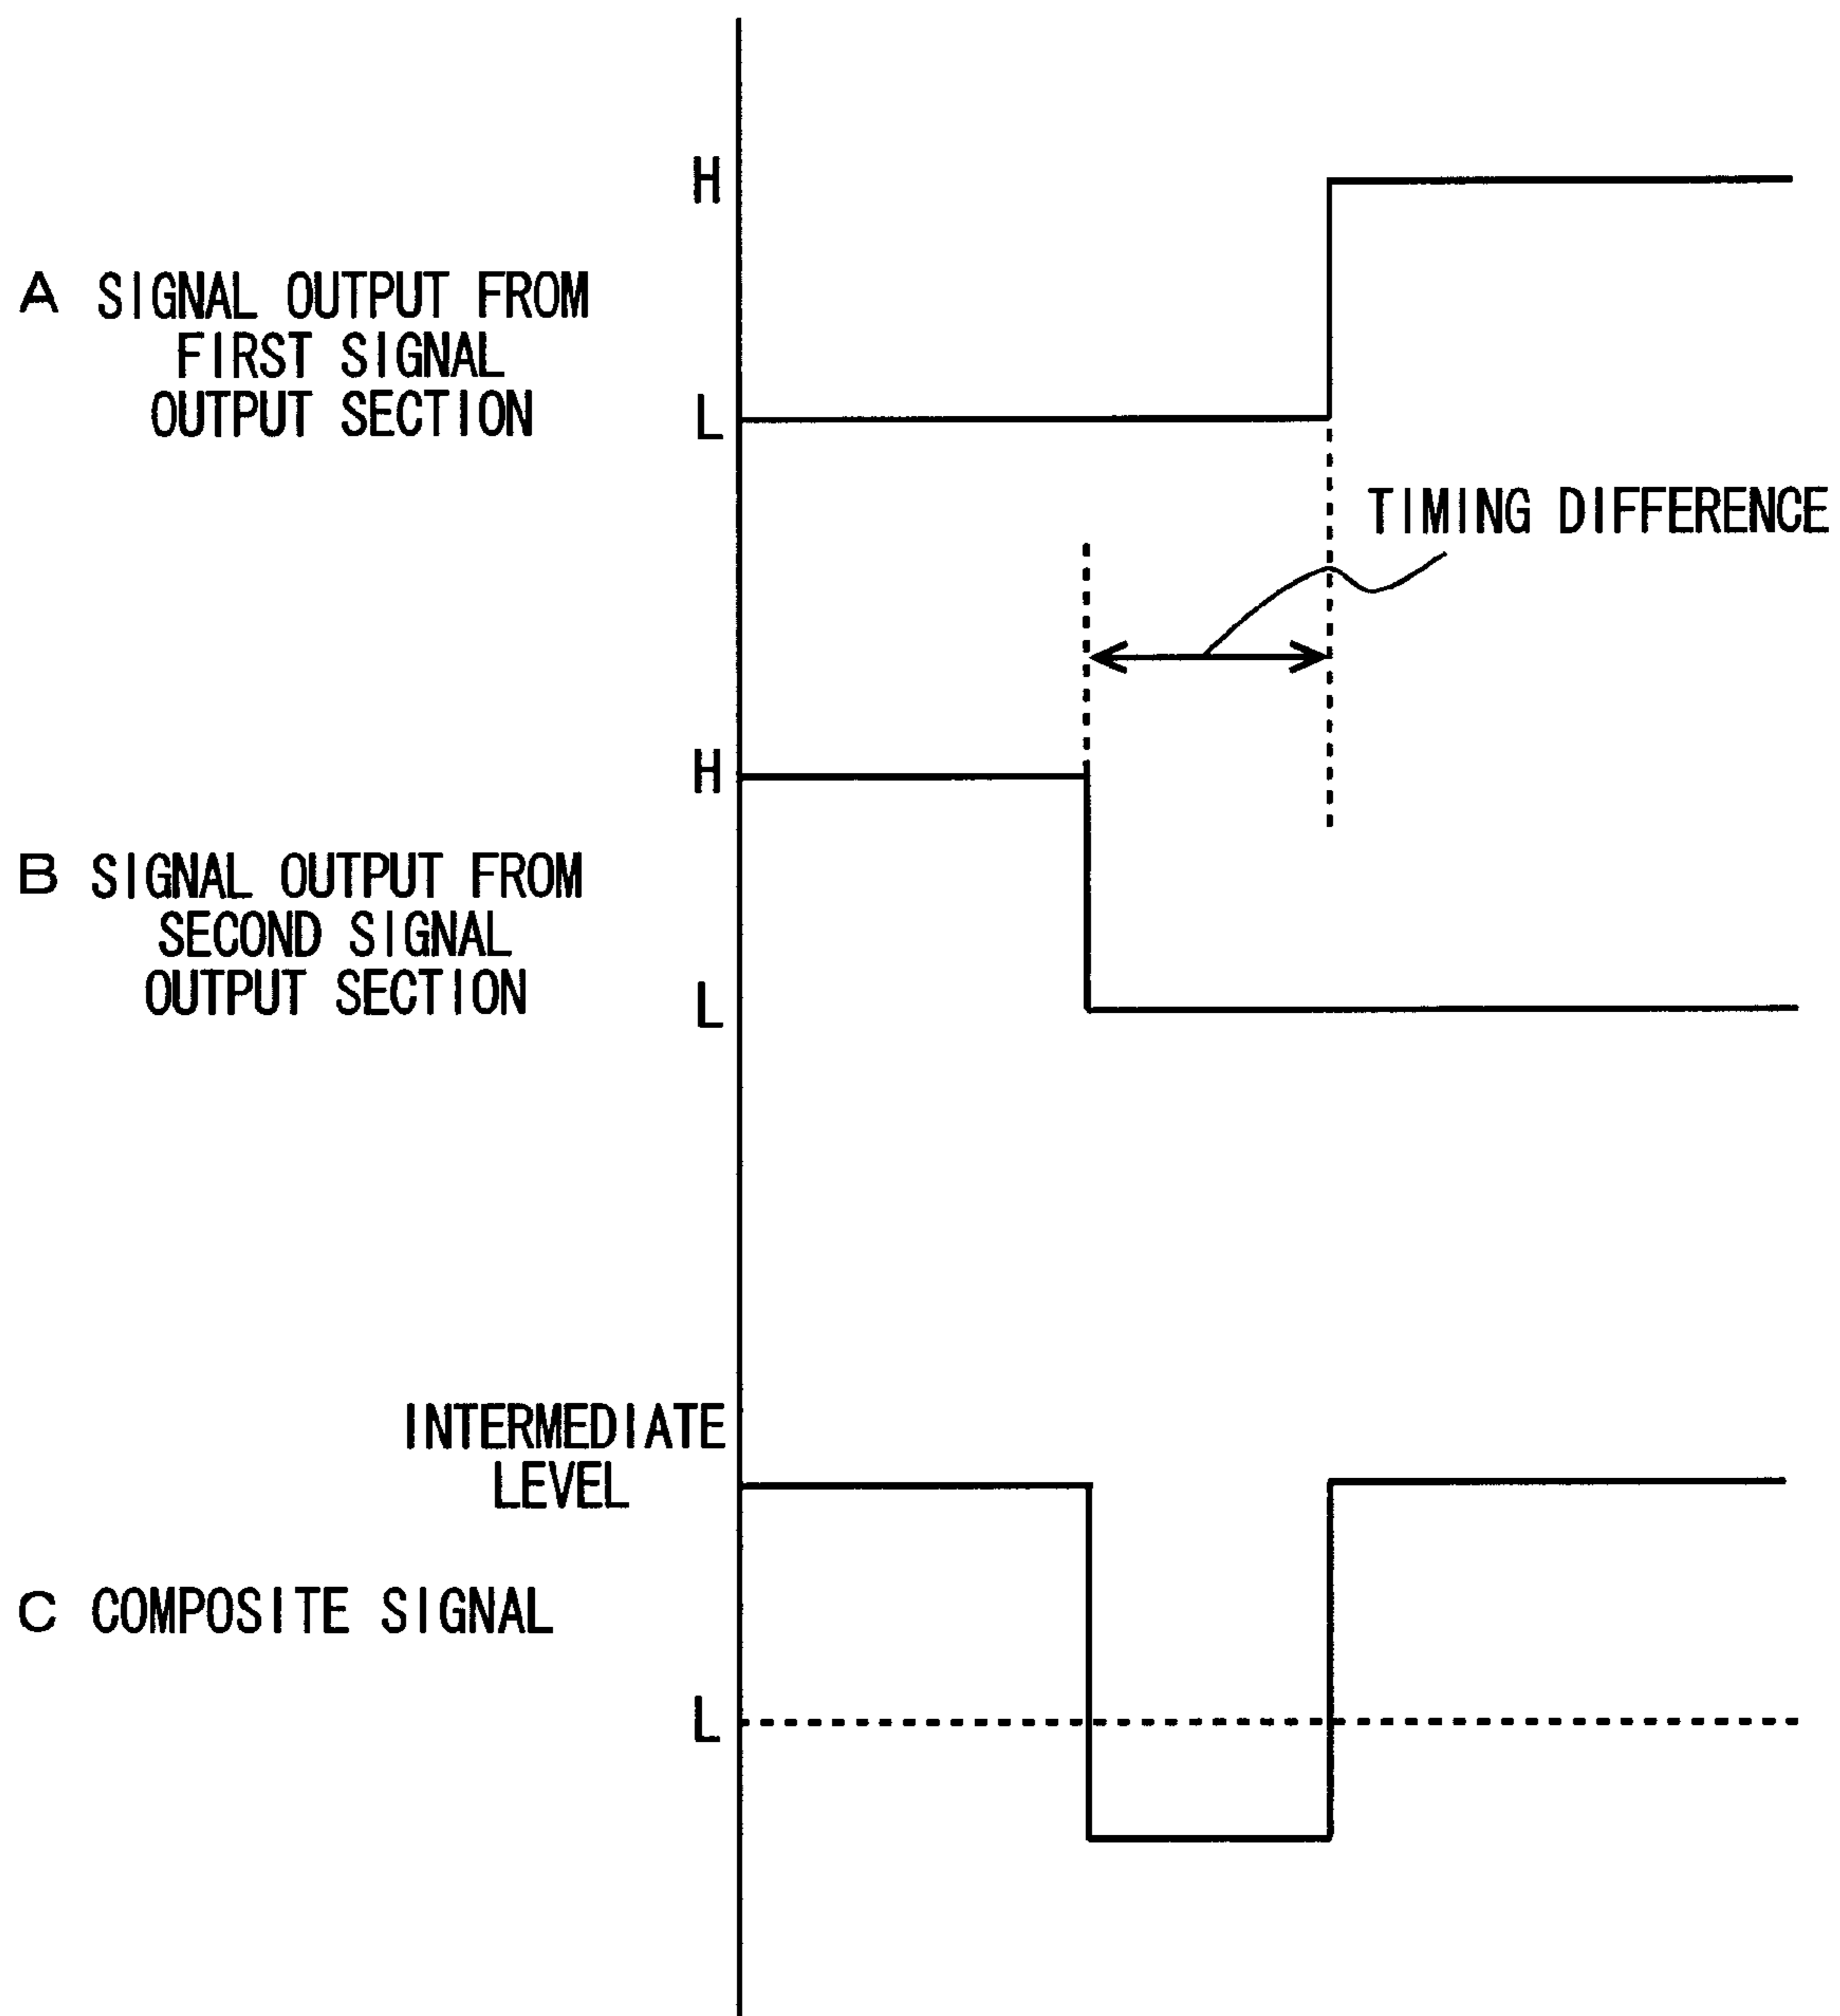 H
A SIGNAL OUTPUT FROM
FIRST SIGNAL
OUTPUT SECTION
L
TIMING DIFFERENCE
H
B SIGNAL OUTPUT FROM
SECOND SIGNAL
OUTPUT SECTION
L
INTERMEDIATE
LEVEL
C COMPOSITE SIGNAL
L